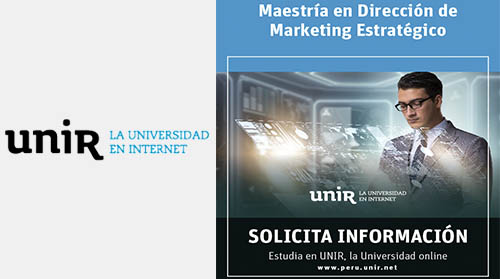 unir
LA UNIVERSIDAD
EN INTERNET
Maestría en Dirección de
Marketing Estratégico
unir
LA UNIVERSIDAD
EN INTERNET
SOLICITA INFORMACIÓN
Estudia en UNIR, la Universidad online
www.peru.unir.net